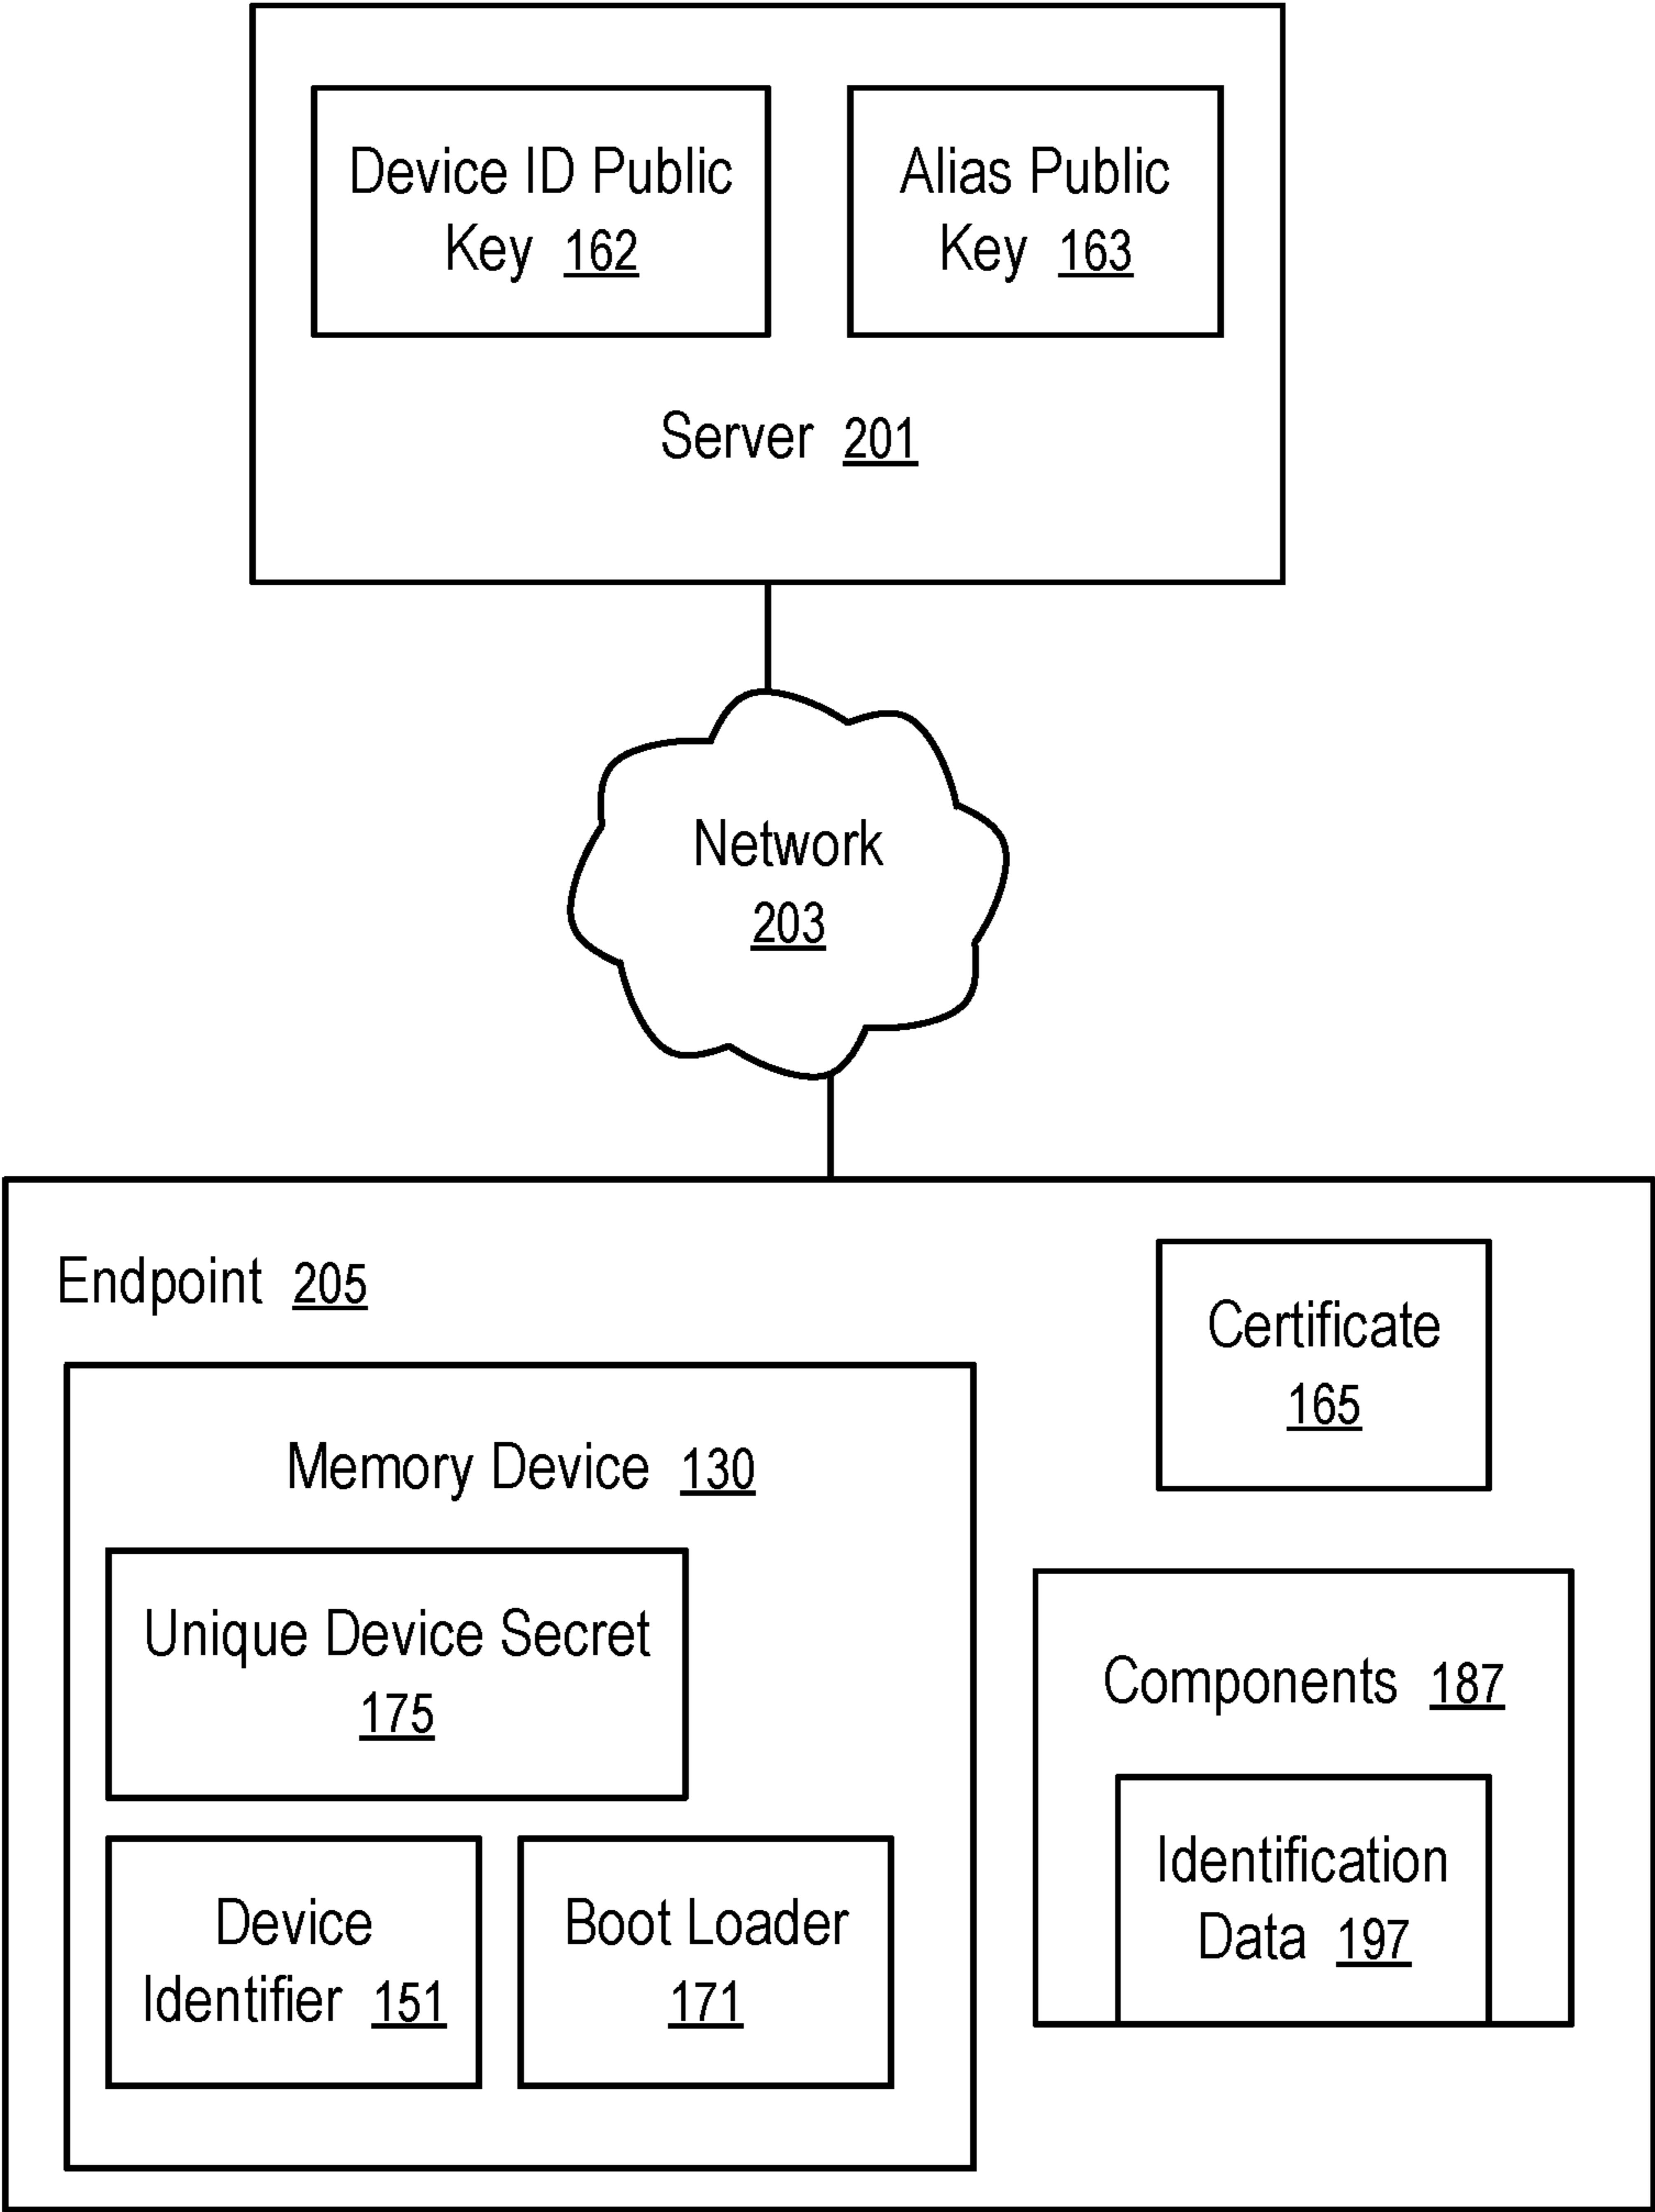 Device ID Public
Key 162
Alias Public
Key 163
Server 201
Network
203
Endpoint 205
Certificate
165
Memory Device 130
Unique Device Secret
175
Components 187
Identification
Data 197
Device
Identifier 151
Boot Loader
171